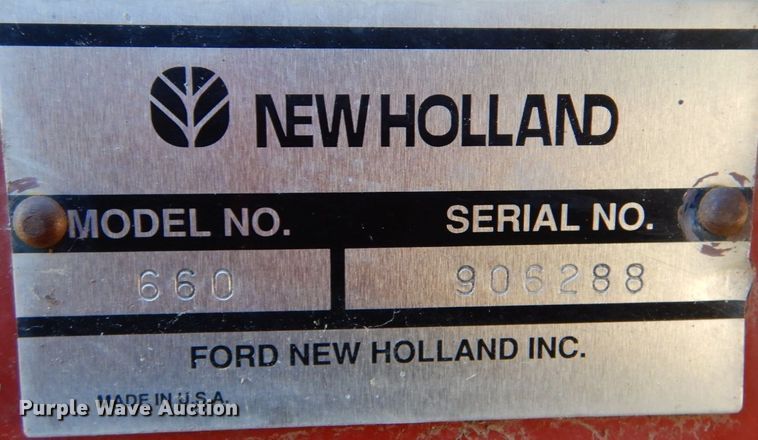 NEW HOLLAND
MODEL NO. SERIAL NO.
660 906288
FORD NEW HOLLAND INC.
MADE IN U.S.A.
Purple Wave Auction